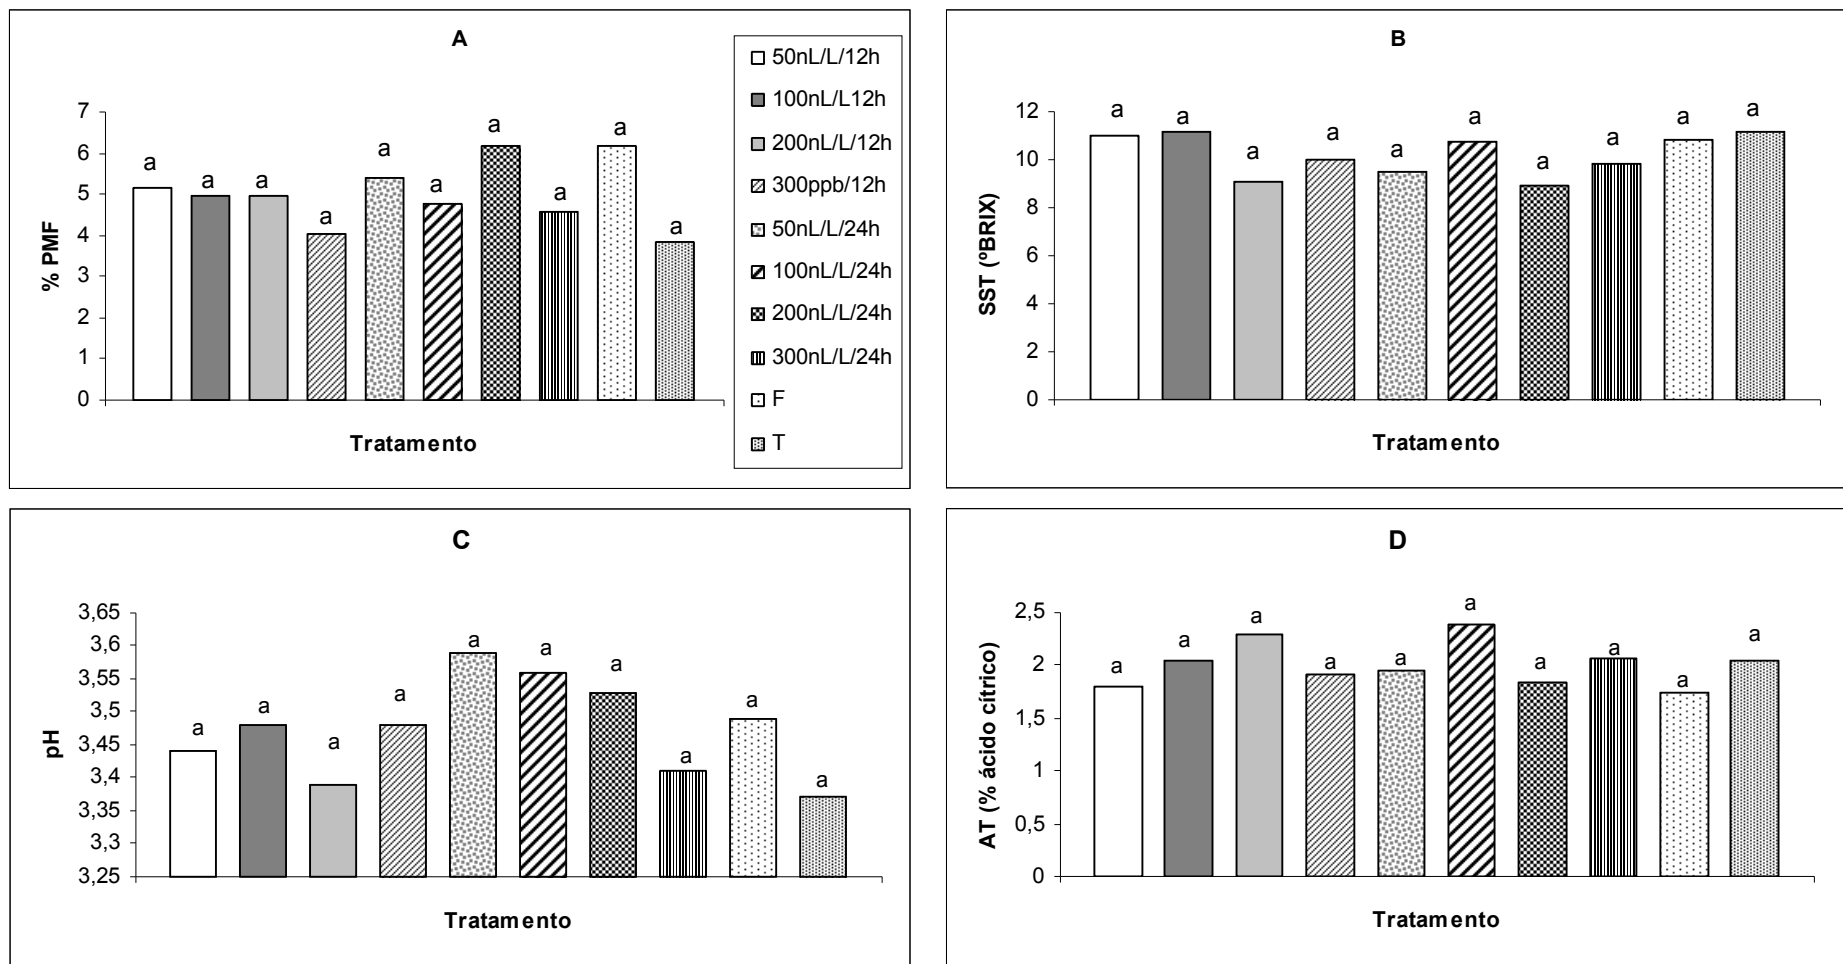 A
% PMF
7
6
5
4
3
2
1
0
a
a
a
a
a
a
a
a
a
a
Tratamento
50nL/L/12h
100nL/L12h
200nL/L/12h
300ppb/12h
50nL/L/24h
100nL/L/24h
200nL/L/24h
300nL/L/24h
F
T
B
SST (ºBRIX)
12
10
8
6
4
2
0
a
a
a
a
a
a
a
a
a
a
Tratamento
C
pH
3,65
3,6
3,55
3,5
3,45
3,4
3,35
3,3
3,25
a
a
a
a
a
a
a
a
a
a
Tratamento
D
AT (% ácido cítrico)
2,5
2
1,5
1
0,5
0
a
a
a
a
a
a
a
a
a
a
Tratamento